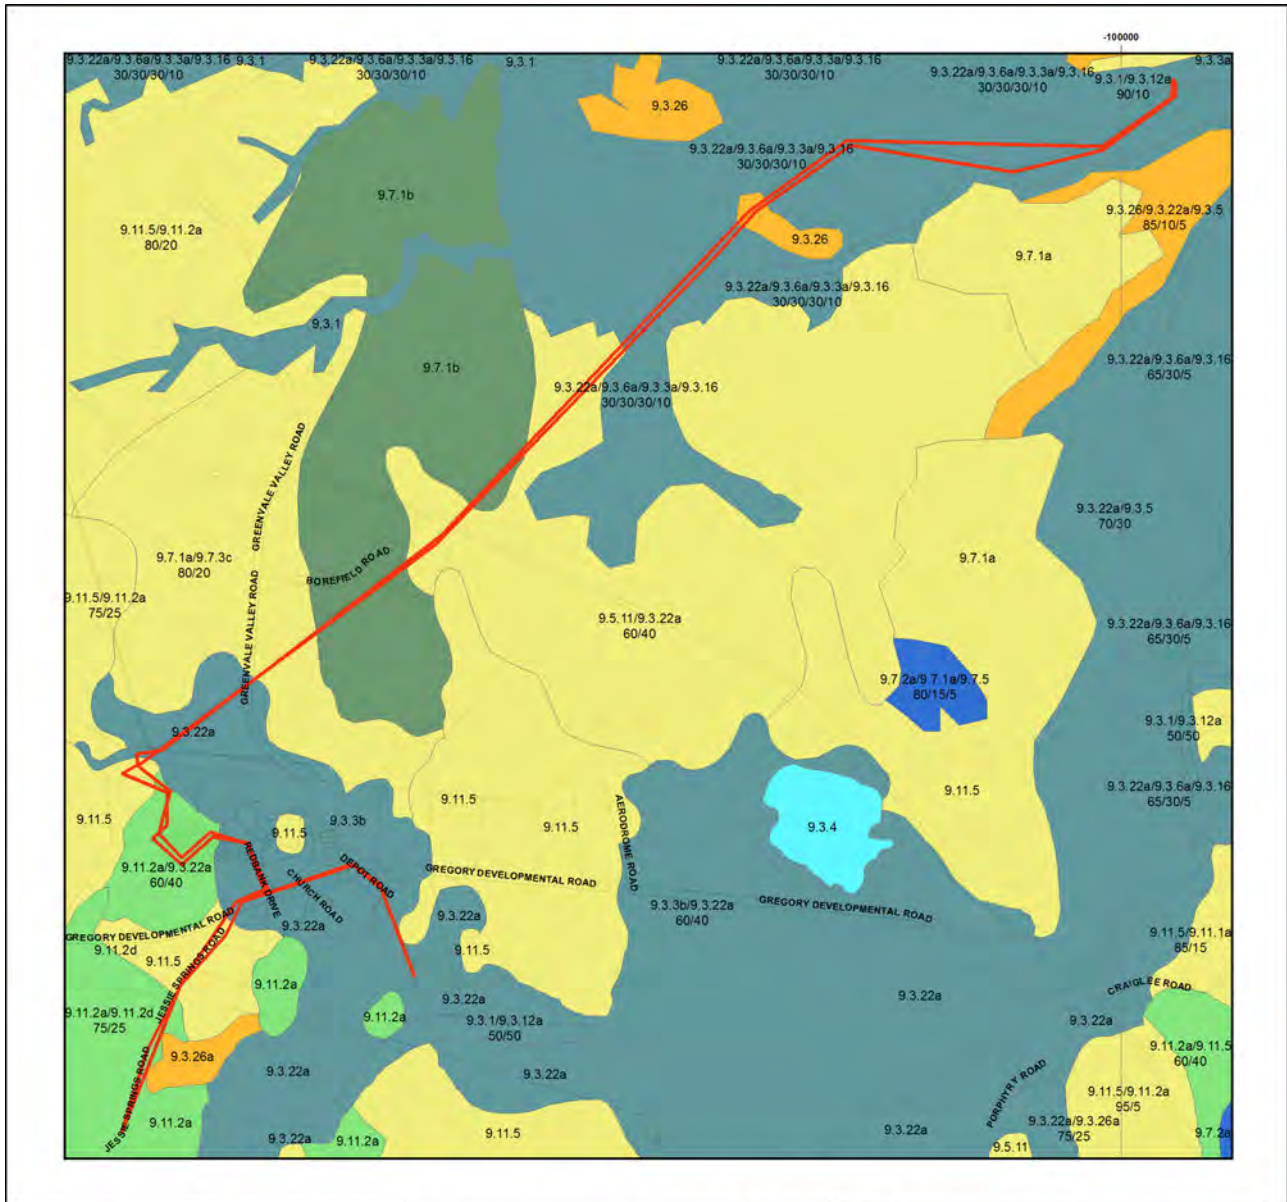 -100000
9.3.22a/9.3.6a/9.3.3a/9.3.16
30/30/30/10
9.3.1
9.3.22a/9.3.6a/9.3.3a/9.3.16
30/30/30/10
9.3.1
9.3.22a/9.3.6a/9.3.3a/9.3.16
30/30/30/10
9.3.22a/9.3.6a/9.3.3a/9.3.16
30/30/30/10
9.3.1/9.3.12a
90/10
9.3.3a
9.3.26
9.3.22a/9.3.6a/9.3.3a/9.3.16
30/30/30/10
9.7.1b
9.11.5/9.11.2a
80/20
9.3.26
9.3.26/9.3.22a/9.3.5
85/10/5
9.7.1a
9.3.22a/9.3.6a/9.3.3a/9.3.16
30/30/30/10
9.3.1
9.7.1b
9.3.22a/9.3.6a/9.3.16
65/30/5
9.3.22a/9.3.6a/9.3.3a/9.3.16
30/30/30/10
GREENVALE VALLEY ROAD
9.3.22a/9.3.5
70/30
9.7.1a/9.7.3c
80/20
BOREFIELD ROAD
9.7.1a
9.11.5/9.11.2a
75/25
GREENVALE VALLEY ROAD
9.5.11/9.3.22a
60/40
9.3.22a/9.3.6a/9.3.16
65/30/5
9.7.2a/9.7.1a/9.7.5
80/15/5
9.3.22a
9.3.1/9.3.12a
50/50
9.3.22a/9.3.6a/9.3.16
65/30/5
9.11.5
9.11.5
9.11.5
9.3.3b
9.11.5
9.11.5
9.3.4
AERODROME ROAD
9.11.2a/9.3.22a
60/40
REDBANK DRIVE
CHURCH ROAD
DEPOT ROAD
GREGORY DEVELOPMENTAL ROAD
9.3.3b/9.3.22a
60/40
GREGORY DEVELOPMENTAL ROAD
GREGORY DEVELOPMENTAL ROAD
9.3.22a
9.3.22a
9.11.2d
9.11.5
9.11.5
9.11.5/9.11.1a
85/15
JESSIE SPRINGS ROAD
9.11.2a
9.3.22a
9.3.22a
CRAIGLEE ROAD
9.11.2a/9.11.2d
75/25
9.11.2a
9.3.1/9.3.12a
50/50
9.3.22a
9.3.26a
9.3.22a
9.3.22a
9.11.2a/9.11.5
60/40
JESSIE SPRINGS ROAD
PORPHYRY ROAD
9.11.5/9.11.2a
95/5
9.11.2a
9.3.22a
9.11.2a
9.11.5
9.3.22a
9.3.22a/9.3.26a
75/25
9.7.2a
9.5.11